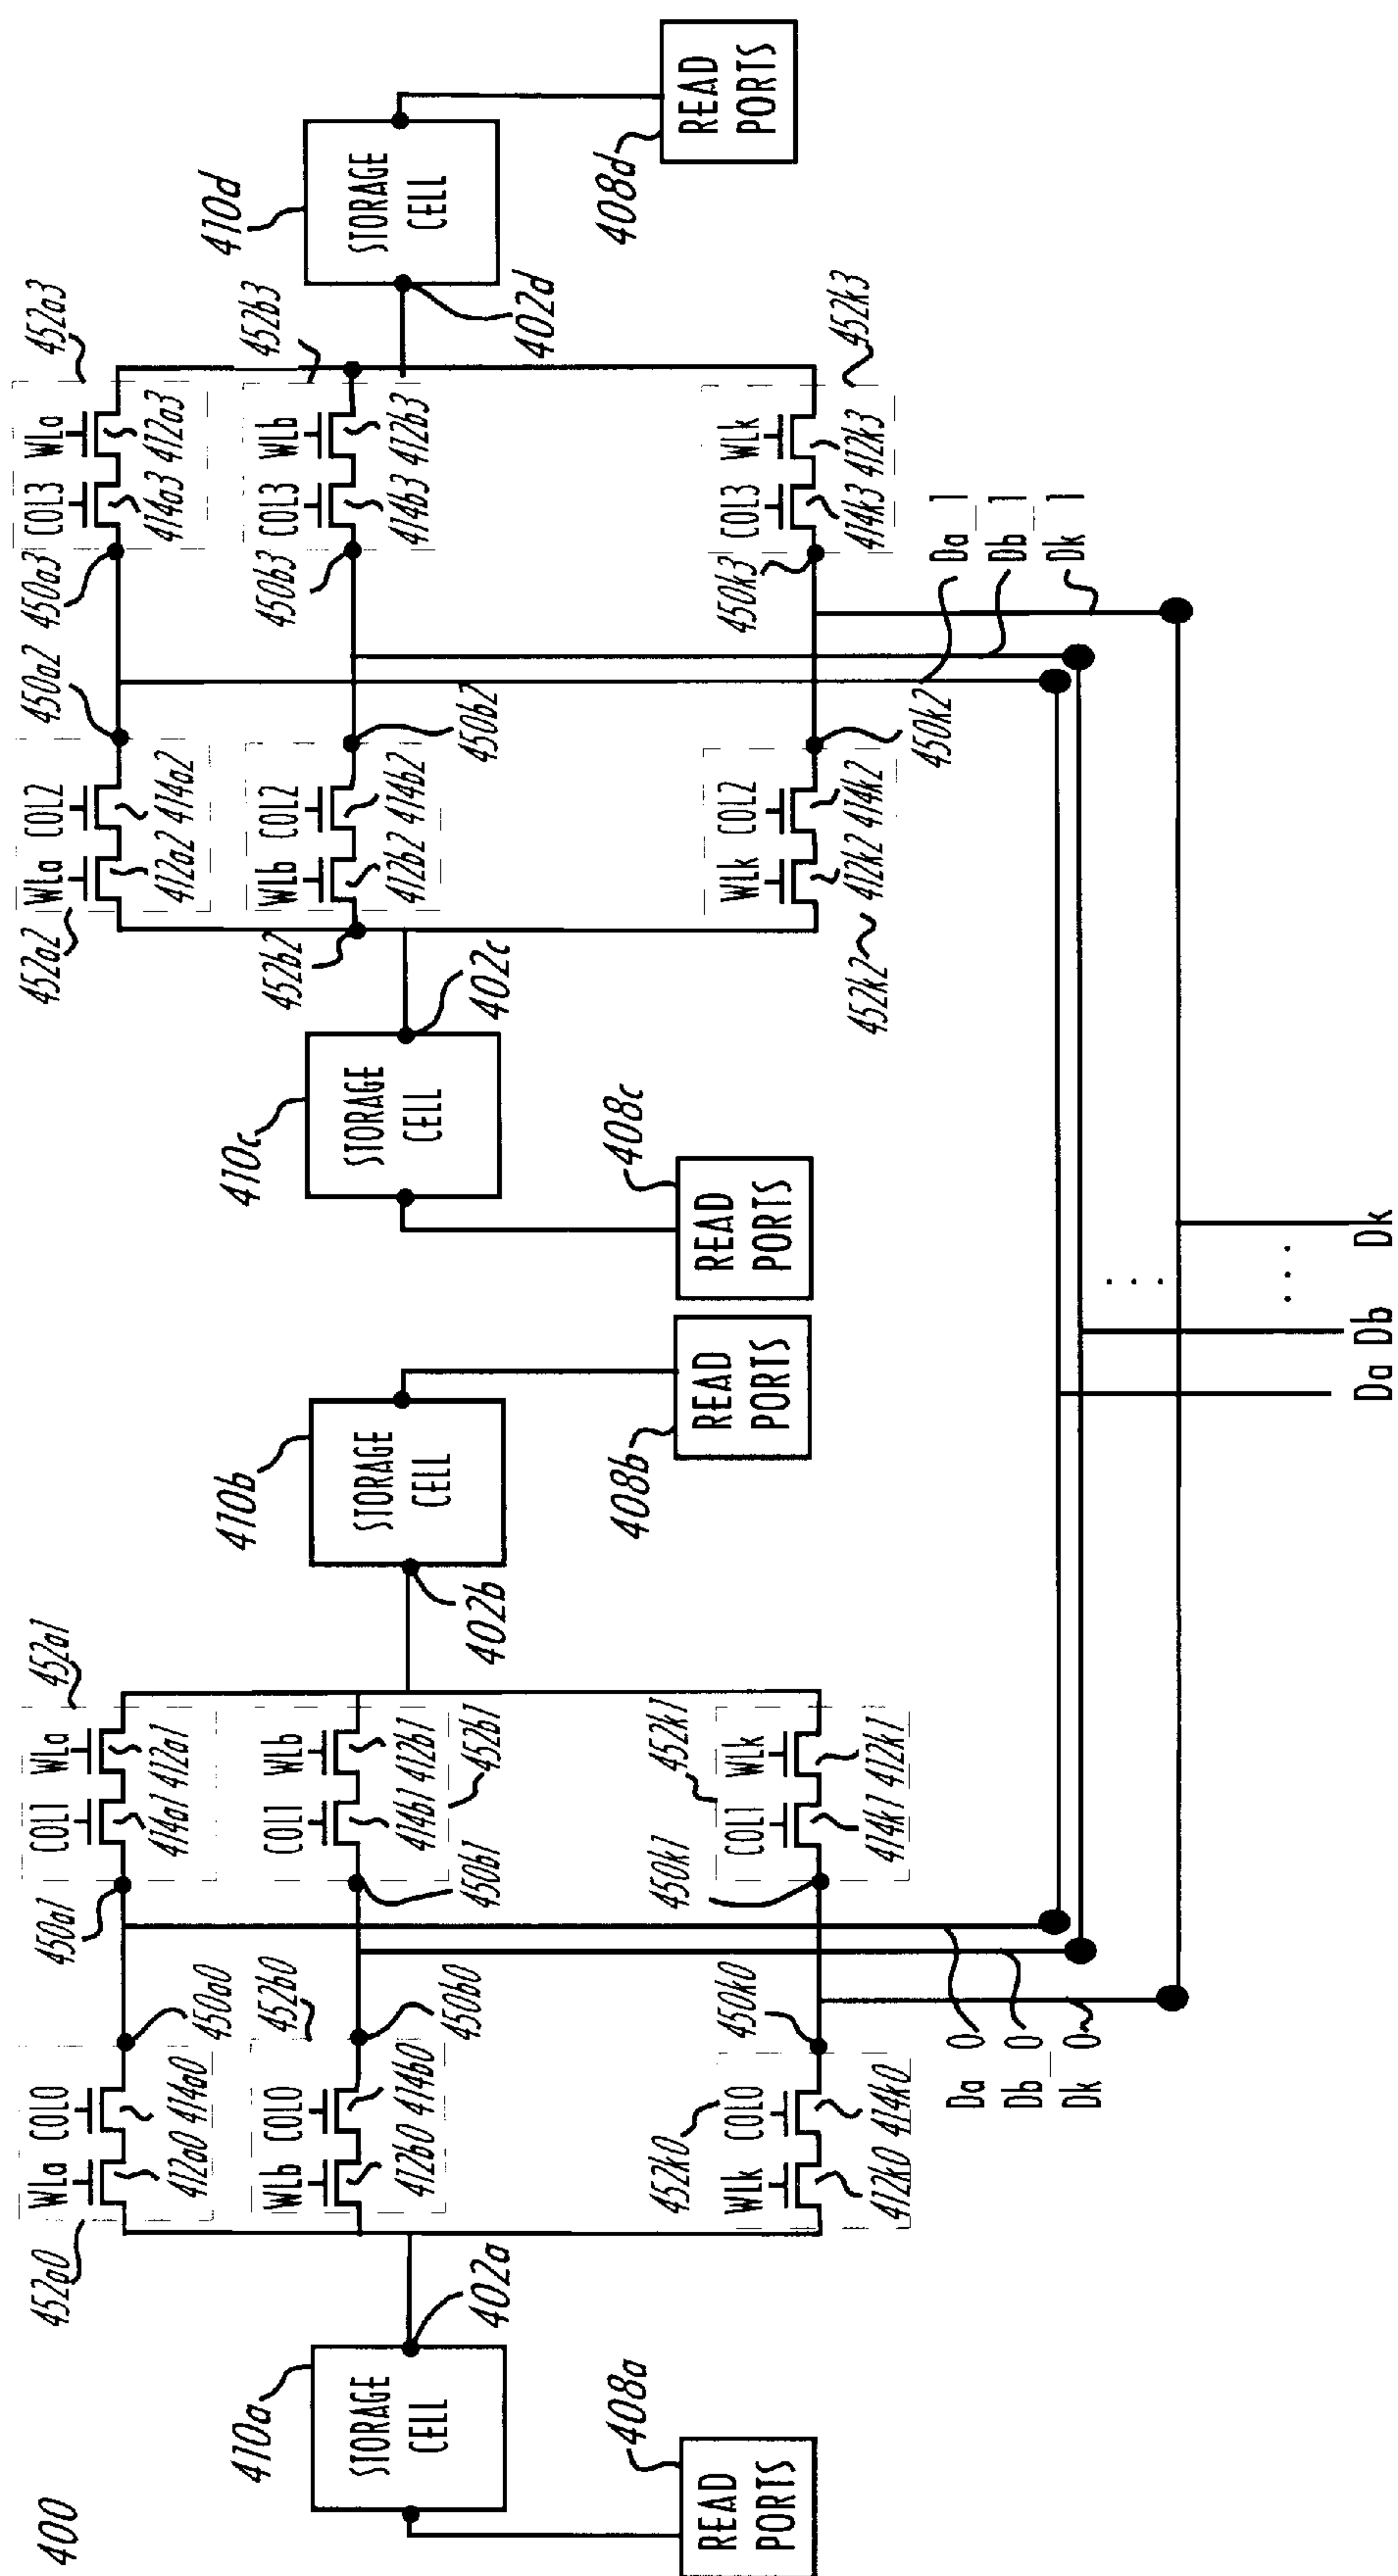 400
410a
STORAGE
CELL
402a
408a
READ
PORTS
452a0
WLa COL0
412a0 414a0
450a0
452b0
WLb COL0
412b0 414b0
450b0
452k0
WLk COL0
412k0 414k0
450k0
450a1
452a1
COL1 WLa
414a1 412a1
450b1
COL1 WLb
414b1 412b1
452b1
450k1
452k1
COL1 WLk
414k1 412k1
Da_0
Db_0
Dk_0
402b
410b
STORAGE
CELL
408b
READ
PORTS
410c
STORAGE
CELL
402c
408c
READ
PORTS
452a2
WLa COL2
412a2 414a2
450a2
452b2
WLb COL2
412b2 414b2
450b2
452k2
WLk COL2
412k2 414k2
450k2
450a3
452a3
COL3 WLa
414a3 412a3
450b3
452b3
COL3 WLb
414b3 412b3
450k3
452k3
COL3 WLk
414k3 412k3
Da_1
Db_1
Dk_1
402d
410d
STORAGE
CELL
408d
READ
PORTS
Da Db ... Dk